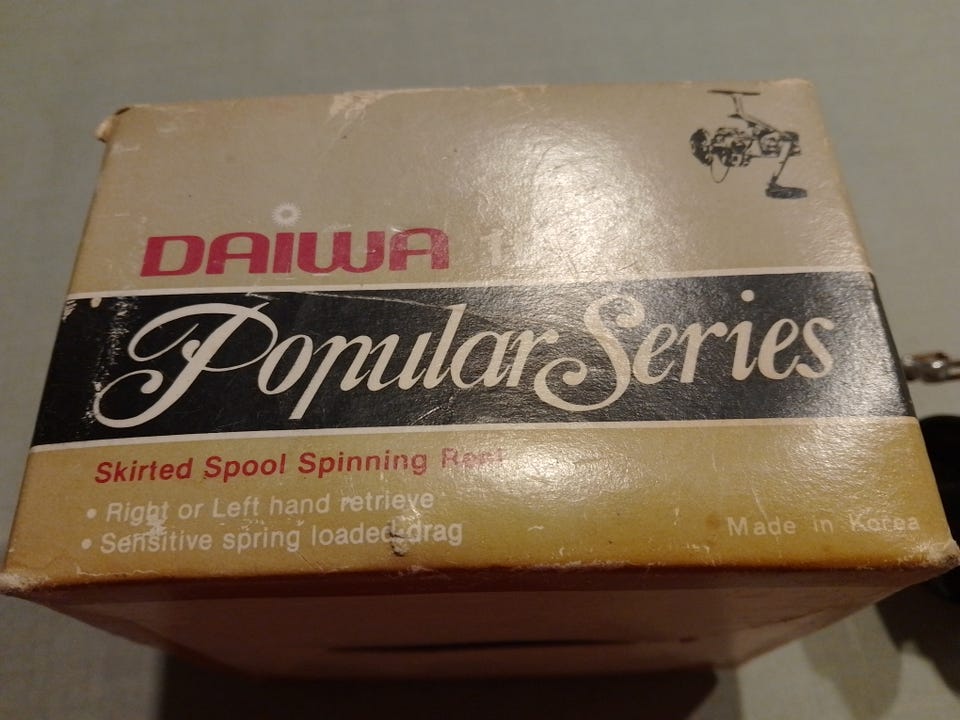 DAIWA
Popular Series
Skirted Spool Spinning Reel
• Right or Left hand retrieve
• Sensitive spring loaded drag
Made in Korea